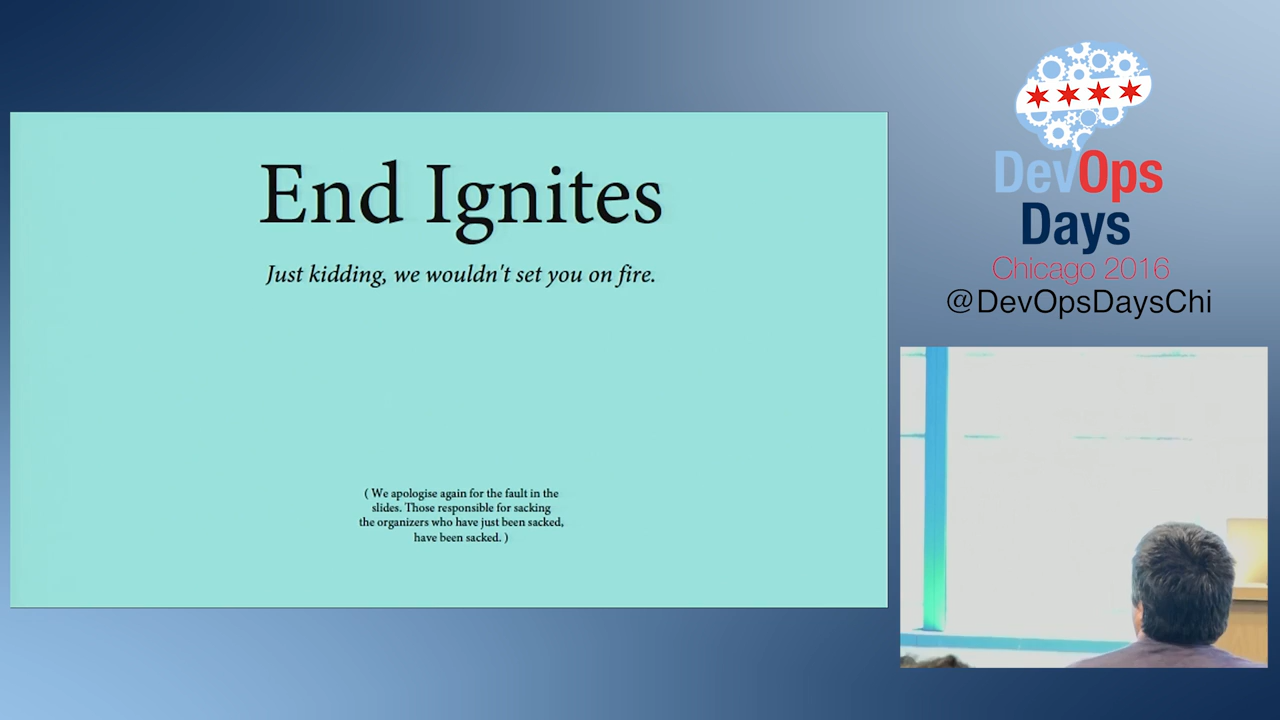 End Ignites
Just kidding, we wouldn't set you on fire.
( We apologise again for the fault in the
slides. Those responsible for sacking
the organizers who have just been sacked,
have been sacked. )
DevOps
Days
Chicago 2016
@DevOpsDaysChi